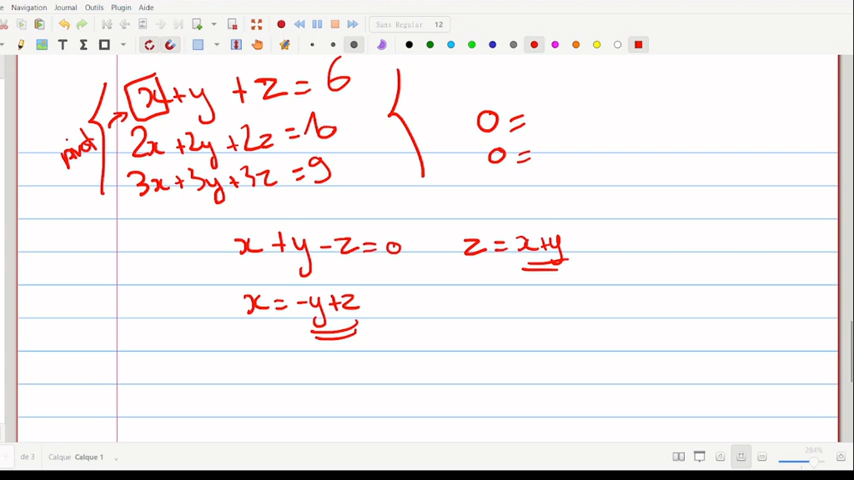 Navigation Journal Outils Plugin Aide
Sans Regular 12
x + y + z = 6
pivot
2x + 2y + 2z = 16
3x + 3y + 3z = 9
0 =
0 =
x + y - z = 0 z = x+y
x = -y+z
de 3 Calque Calque 1 284%